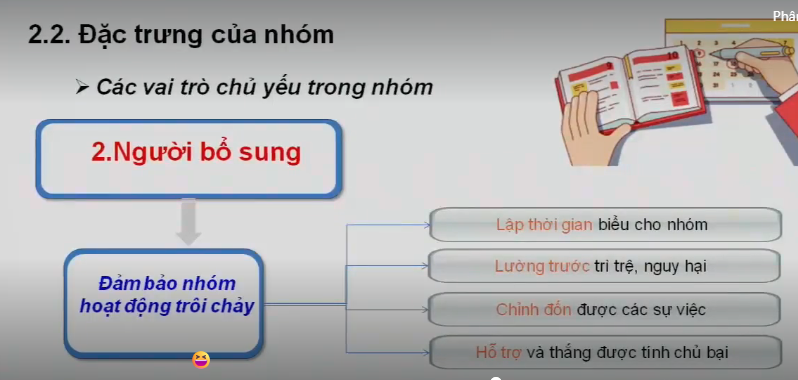 Phân
2.2. Đặc trưng của nhóm
➢ Các vai trò chủ yếu trong nhóm
2.Người bổ sung
Đảm bảo nhóm
hoạt động trôi chảy
Lập thời gian biểu cho nhóm
Lường trước trì trệ, nguy hại
Chỉnh đốn được các sự việc
Hỗ trợ và thắng được tính chủ bại